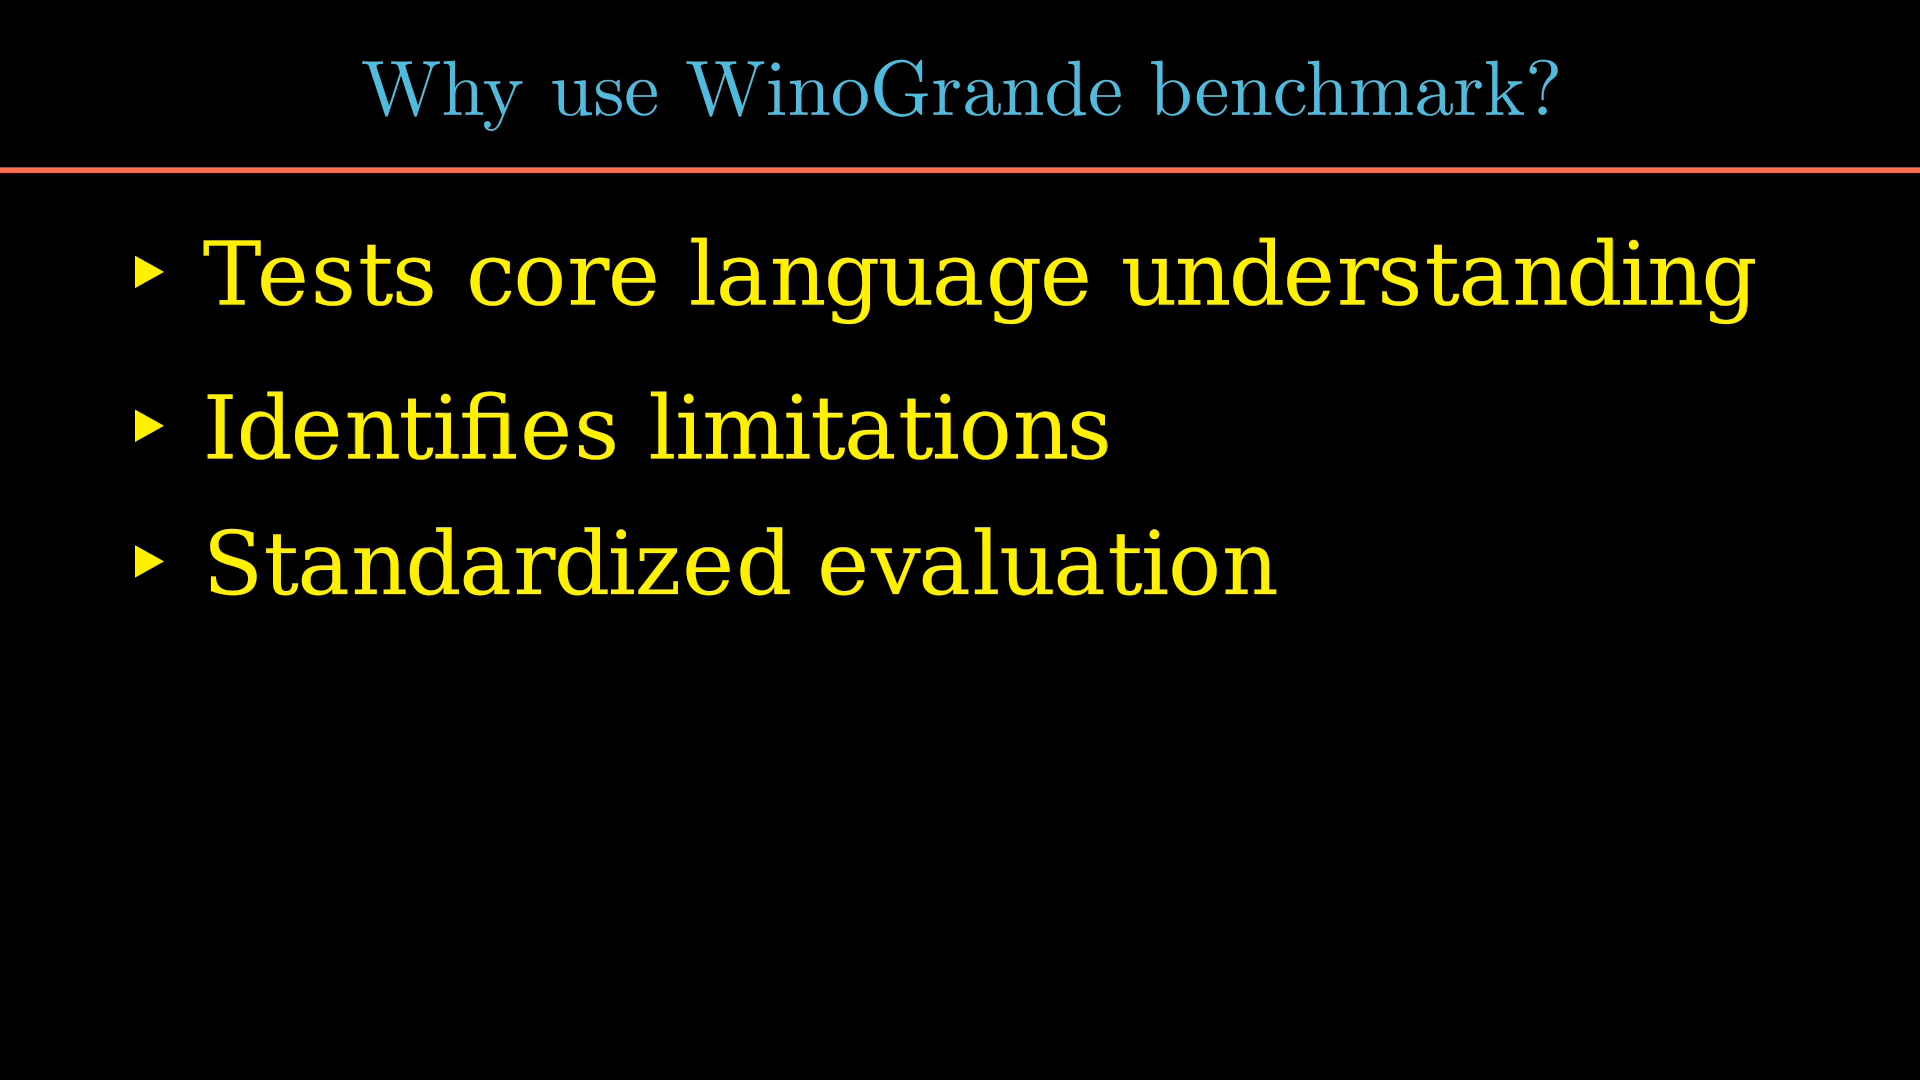 Why use WinoGrande benchmark?
▸ Tests core language understanding
▸ Identifies limitations
▸ Standardized evaluation